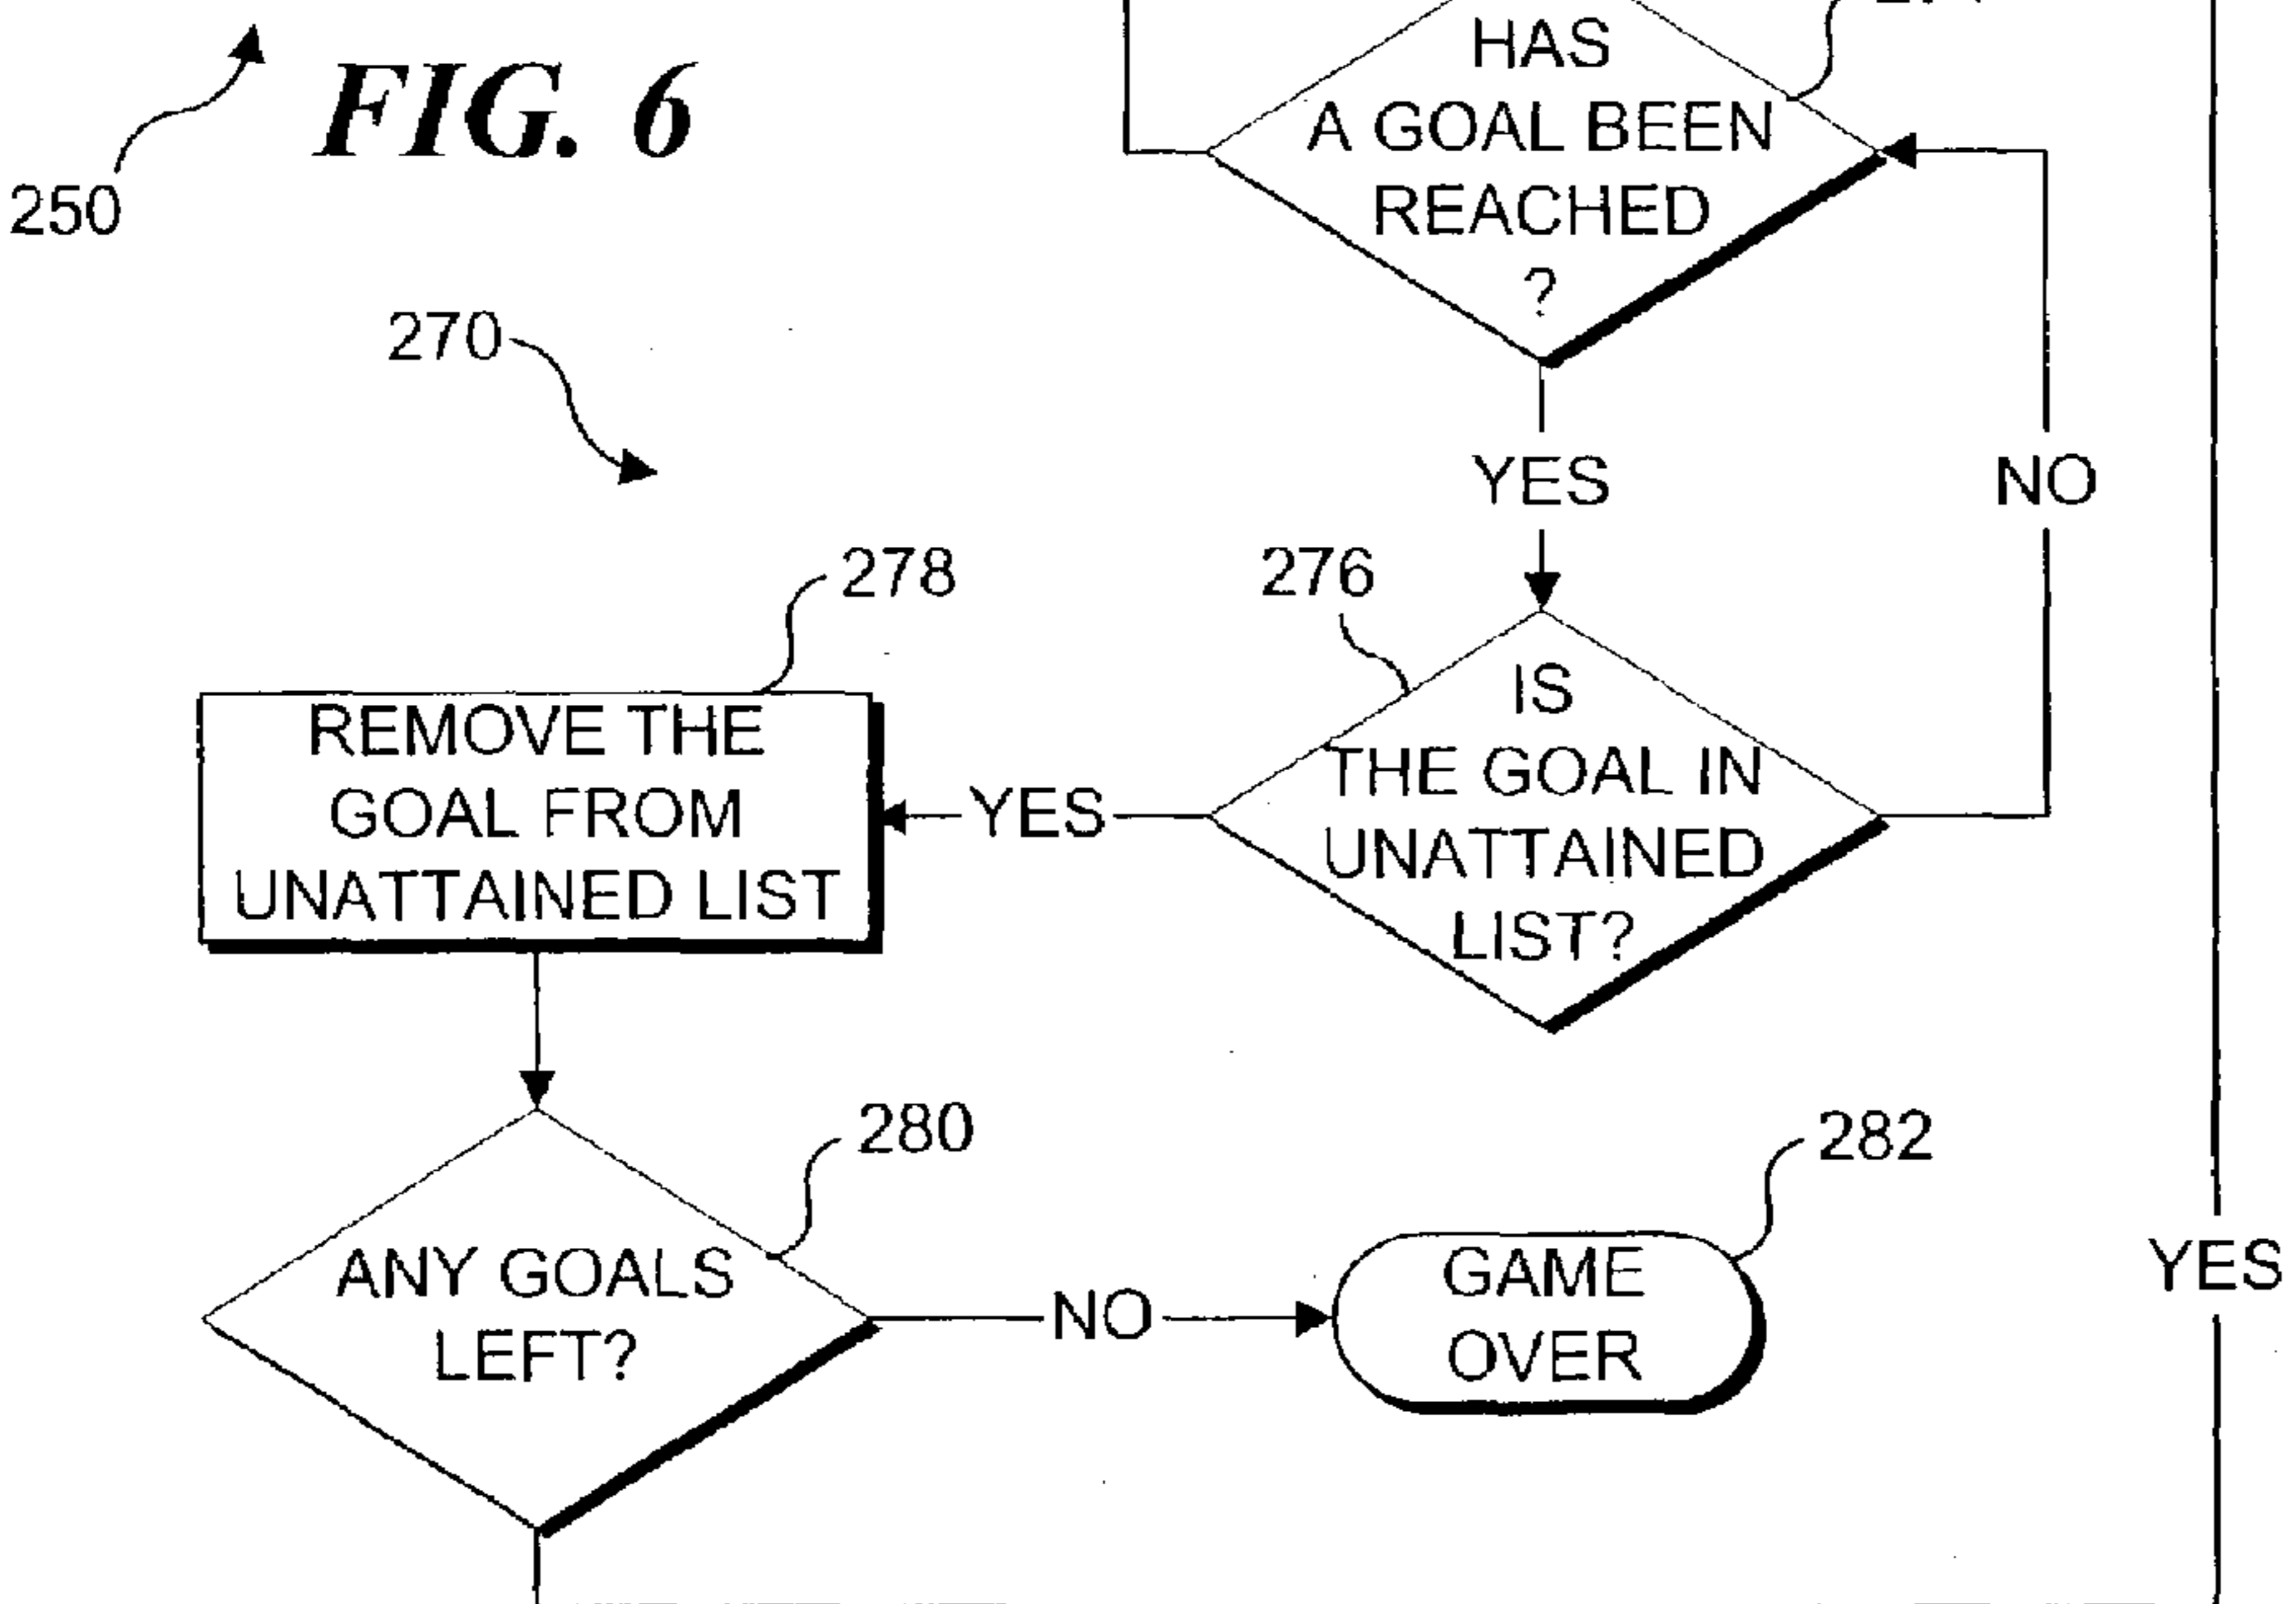 FIG. 6
250
HAS
A GOAL BEEN
REACHED
?
270
YES
NO
278
276
REMOVE THE
GOAL FROM
UNATTAINED LIST
YES
IS
THE GOAL IN
UNATTAINED
LIST?
280
282
ANY GOALS
LEFT?
NO
GAME
OVER
YES